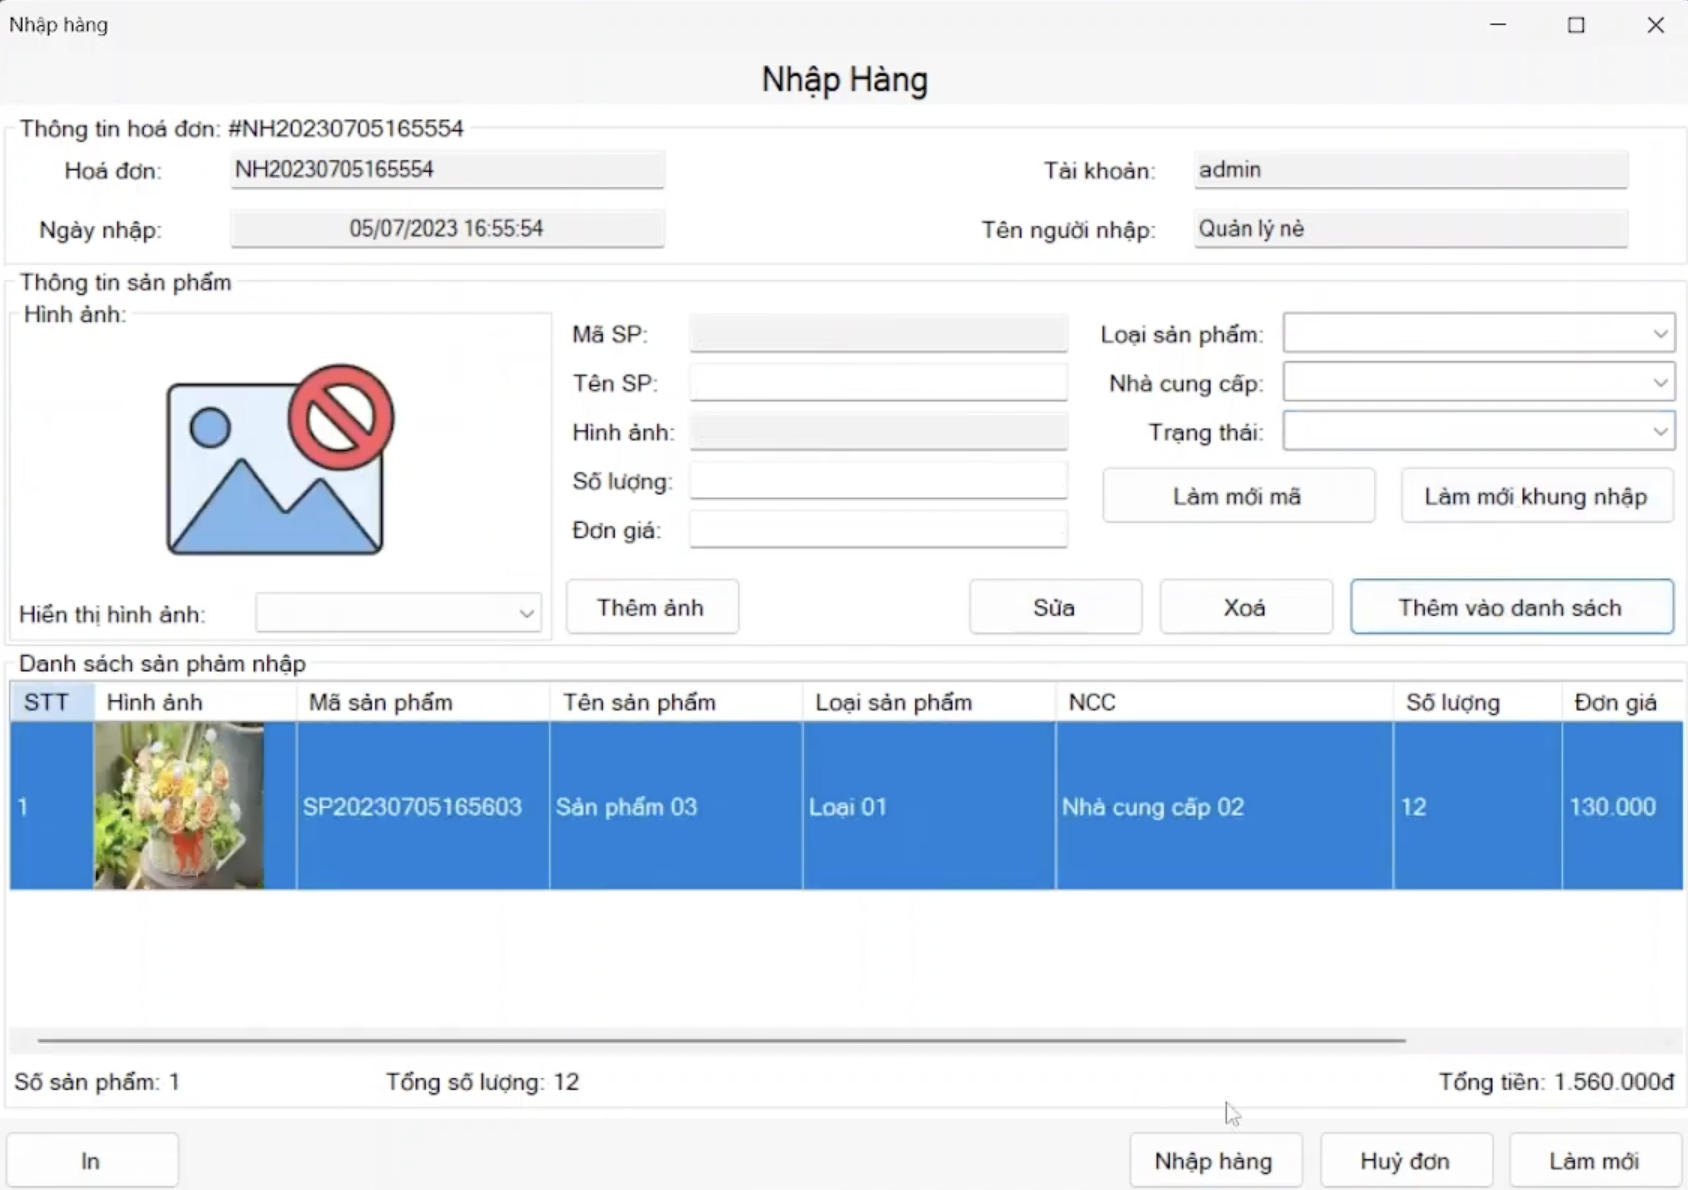 Nhập hàng
Nhập Hàng
Thông tin hoá đơn: #NH20230705165554
Hoá đơn: NH20230705165554
Tài khoản: admin
Ngày nhập: 05/07/2023 16:55:54
Tên người nhập: Quản lý nè
Thông tin sản phẩm
Hình ảnh:
Mã SP:
Loại sản phẩm:
Tên SP:
Nhà cung cấp:
Hình ảnh:
Trạng thái:
Số lượng:
Làm mới mã
Làm mới khung nhập
Đơn giá:
Hiển thị hình ảnh:
Thêm ảnh
Sửa
Xoá
Thêm vào danh sách
Danh sách sản phảm nhập
STT Hình ảnh Mã sản phẩm Tên sản phẩm Loại sản phẩm NCC Số lượng Đơn giá
1 SP20230705165603 Sản phẩm 03 Loại 01 Nhà cung cấp 02 12 130.000
Số sản phẩm: 1
Tổng số lượng: 12
Tổng tiền: 1.560.000đ
In
Nhập hàng
Huỷ đơn
Làm mới